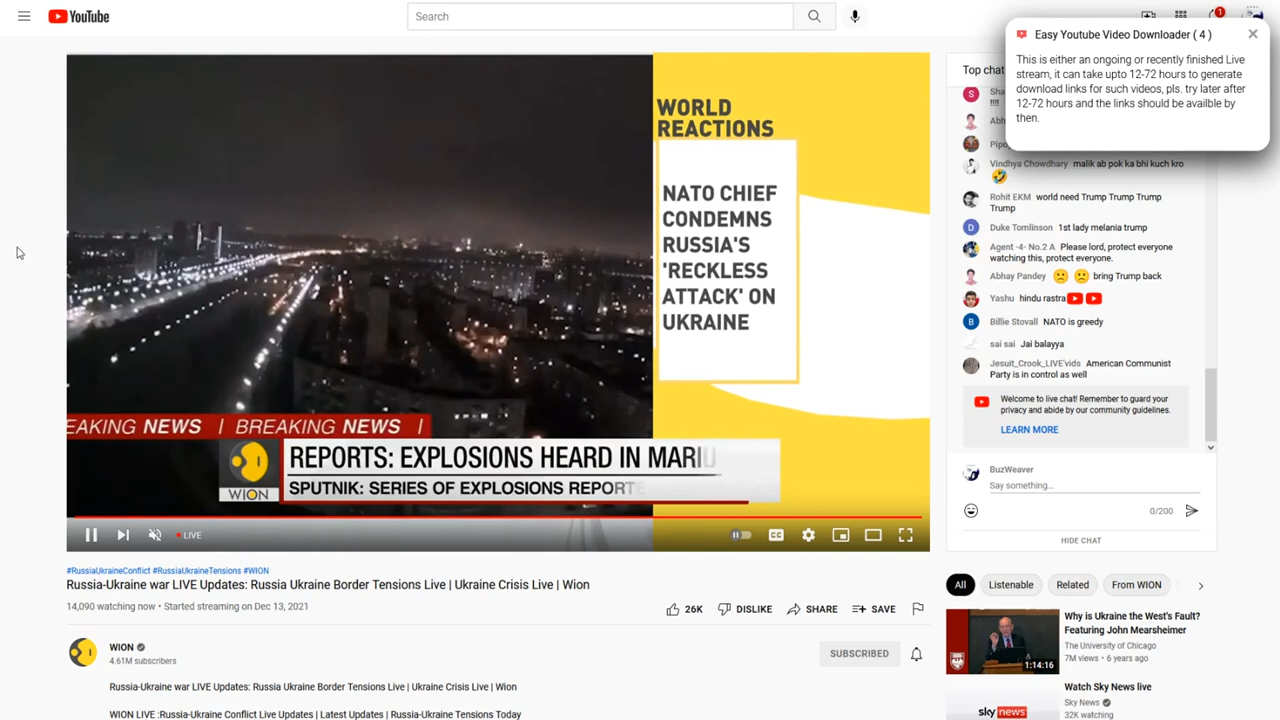 YouTube
Search
1
Easy Youtube Video Downloader ( 4 )
This is either an ongoing or recently finished Live
stream, it can take upto 12-72 hours to generate
download links for such videos, pls. try later after
12-72 hours and the links should be availble by
then.
WORLD
REACTIONS
NATO CHIEF
CONDEMNS
RUSSIA'S
'RECKLESS
ATTACK' ON
UKRAINE
EAKING NEWS / BREAKING NEWS /
WION
REPORTS: EXPLOSIONS HEARD IN MARIU
SPUTNIK: SERIES OF EXPLOSIONS REPORT
LIVE
CC
Top chat
S
Sha
!!!!
Abh
Pipo
Vindhya Chowdhary malik ab pok ka bhi kuch kro
🤣
Rohit EKM world need Trump Trump Trump
Trump
D
Duke Tomlinson 1st lady melania trump
Agent -4- No.2 A Please lord, protect everyone
watching this, protect everyone.
Abhay Pandey 🙁 🙁 bring Trump back
Yashu hindu rastra
B
Billie Stovall NATO is greedy
sai sai Jai balayya
Jesuit_Crook_LIVE'vids American Communist
Party is in control as well
Welcome to live chat! Remember to guard your
privacy and abide by our community guidelines.
LEARN MORE
BuzWeaver
Say something...
0/200
HIDE CHAT
#RussiaUkraineConflict #RussiaUkraineTensions #WION
Russia-Ukraine war LIVE Updates: Russia Ukraine Border Tensions Live | Ukraine Crisis Live | Wion
14,090 watching now • Started streaming on Dec 13, 2021
26K
DISLIKE
SHARE
SAVE
WION
4.61M subscribers
SUBSCRIBED
Russia-Ukraine war LIVE Updates: Russia Ukraine Border Tensions Live | Ukraine Crisis Live | Wion
WION LIVE :Russia-Ukraine Conflict Live Updates | Latest Updates | Russia-Ukraine Tensions Today
All
Listenable
Related
From WION
Why is Ukraine the West's Fault?
Featuring John Mearsheimer
The University of Chicago
7M views • 6 years ago
1:14:16
Watch Sky News live
Sky News
32K watching
sky news